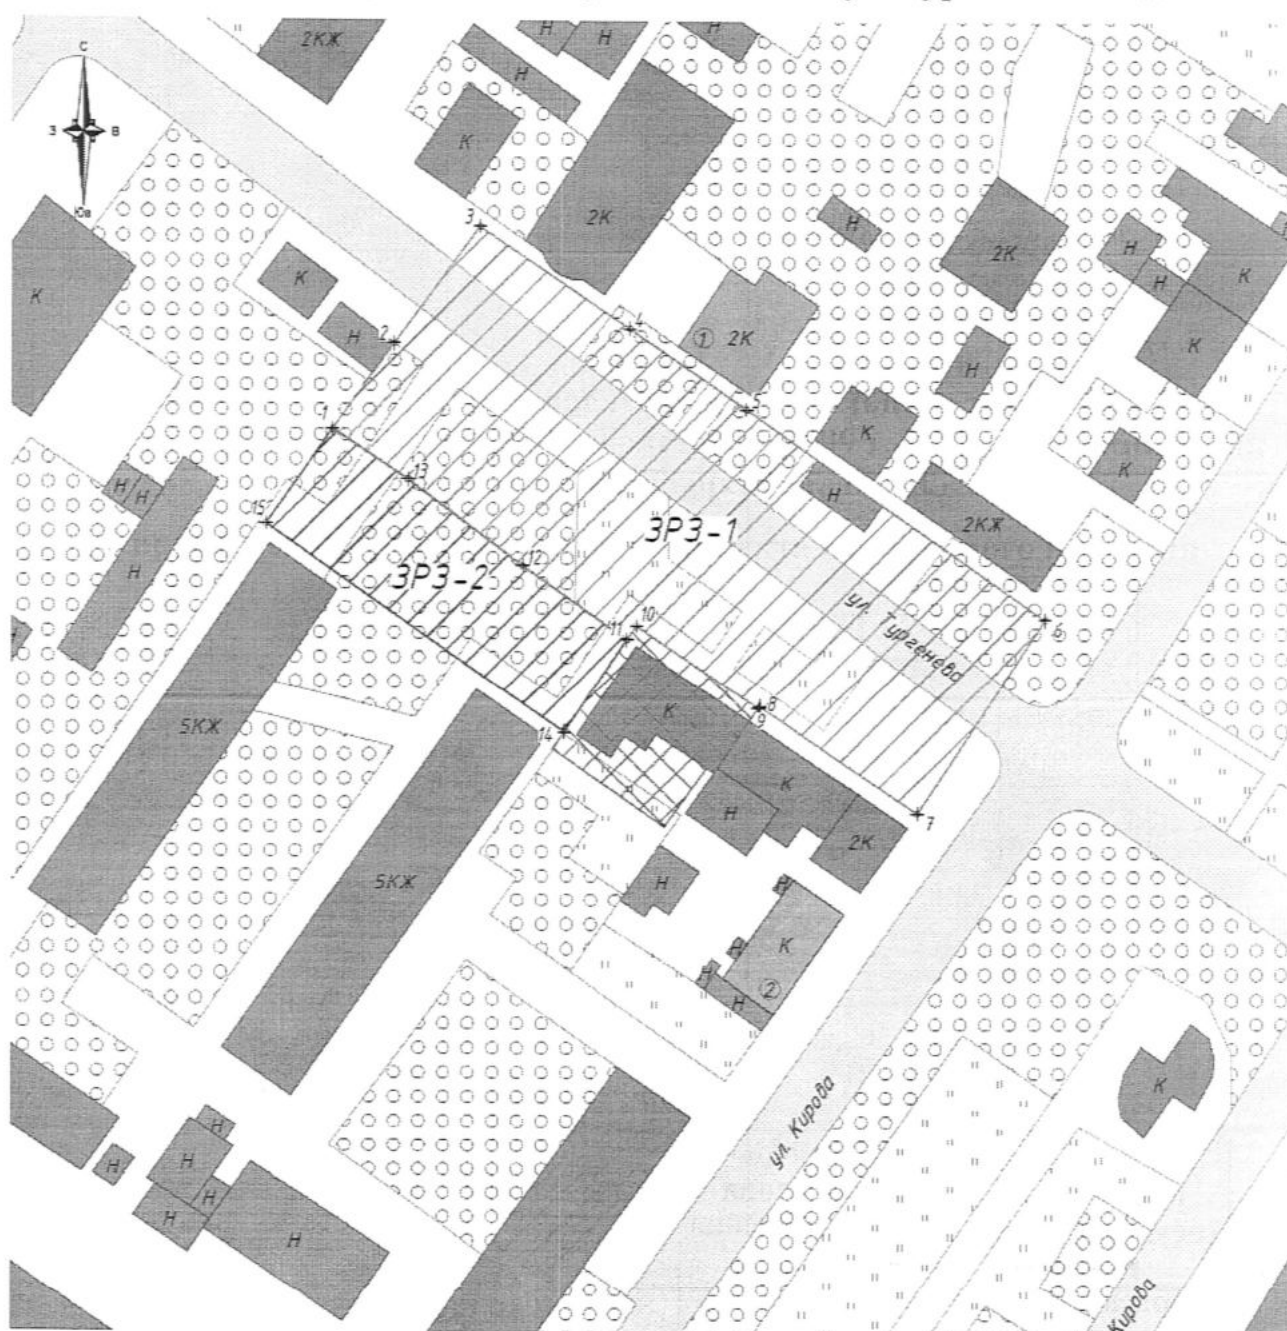 2КЖ
Н
Н
Н
Н
С
З
В
Юв
К
2К
3
Н
2К
Н
Н
К
К
К
Н
2
4
1
2К
К
Н
5
К
К
1
13
Н
Н
15
Н
2КЖ
ЗРЗ-1
12
ЗРЗ-2
Н
ул. Тургенева
6
10
11
8
9
К
14
5КЖ
К
Н
7
2К
5КЖ
Н
Н
К
Н
Н
2
Н
К
ул. Кирова
Н
Н
Н
Н
Н
Н
Кирова